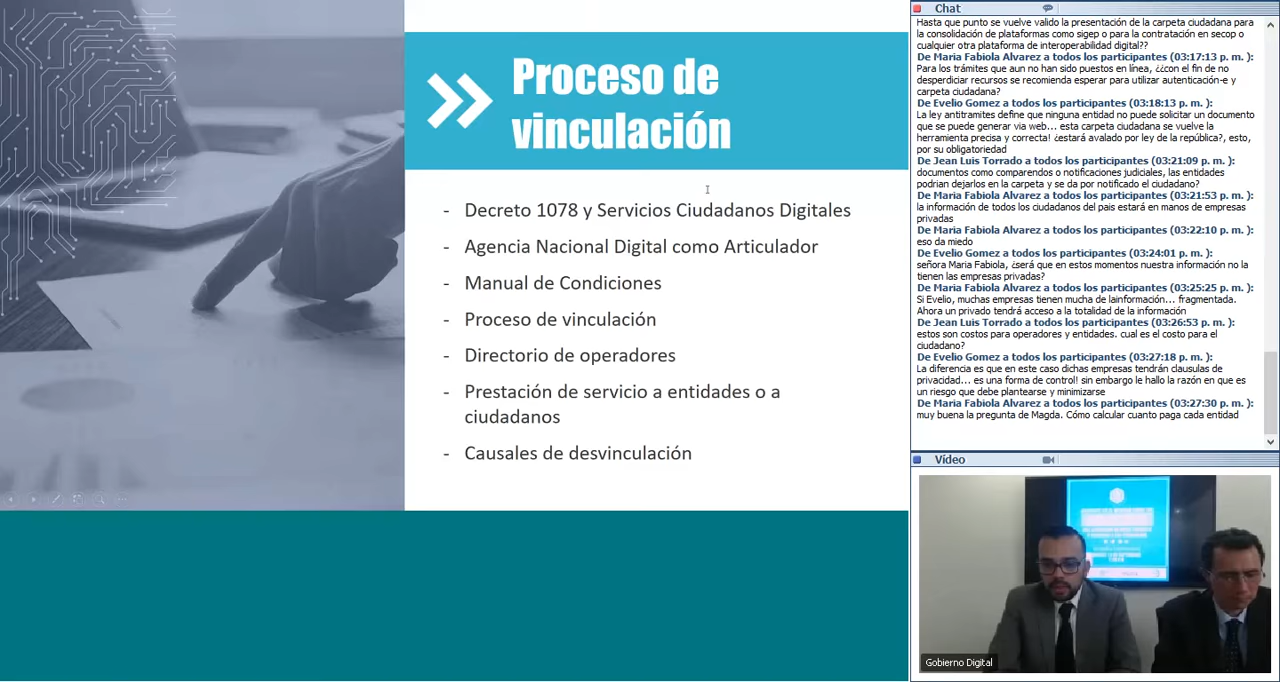 Proceso de
vinculación
- Decreto 1078 y Servicios Ciudadanos Digitales
- Agencia Nacional Digital como Articulador
- Manual de Condiciones
- Proceso de vinculación
- Directorio de operadores
- Prestación de servicio a entidades o a
ciudadanos
- Causales de desvinculación
Chat
Hasta que punto se vuelve valido la presentación de la carpeta ciudadana para
la consolidación de plataformas como sigep o para la contratación en secop o
cualquier otra plataforma de interoperabilidad digital??
De Maria Fabiola Alvarez a todos los participantes (03:17:13 p. m.):
Para los trámites que aun no han sido puestos en línea, ¿¿con el fin de no
desperdiciar recursos se recomienda esperar para utilizar autenticación-e y
carpeta ciudadana?
De Evelio Gomez a todos los participantes (03:18:13 p. m.):
La ley antitramites define que ninguna entidad no puede solicitar un documento
que se puede generar via web... esta carpeta ciudadana se vuelve la
herramienta precisa y correcta! ¿estará avalado por ley de la república?, esto,
por su obligatoriedad
De Jean Luis Torrado a todos los participantes (03:21:09 p. m.):
documentos como comparendos o notificaciones judiciales, las entidades
podrian dejarlos en la carpeta y se da por notificado el ciudadano?
De Maria Fabiola Alvarez a todos los participantes (03:21:53 p. m.):
la información de todos los ciudadanos del pais estará en manos de empresas
privadas
De Maria Fabiola Alvarez a todos los participantes (03:22:10 p. m.):
eso da miedo
De Evelio Gomez a todos los participantes (03:24:01 p. m.):
señora Maria Fabiola, ¿será que en estos momentos nuestra información no la
tienen las empresas privadas?
De Maria Fabiola Alvarez a todos los participantes (03:25:25 p. m.):
Si Evelio, muchas empresas tienen mucha de lainformación... fragmentada.
Ahora un privado tendrá acceso a la totalidad de la información
De Jean Luis Torrado a todos los participantes (03:26:53 p. m.):
estos son costos para operadores y entidades. cual es el costo para el
ciudadano?
De Evelio Gomez a todos los participantes (03:27:18 p. m.):
La diferencia es que en este caso dichas empresas tendrán clausulas de
privacidad... es una forma de control! sin embargo le hallo la razón en que es
un riesgo que debe plantearse y minimizarse
De Maria Fabiola Alvarez a todos los participantes (03:27:30 p. m.):
muy buena la pregunta de Magda. Cómo calcular cuanto paga cada entidad
Vídeo
Gobierno Digital